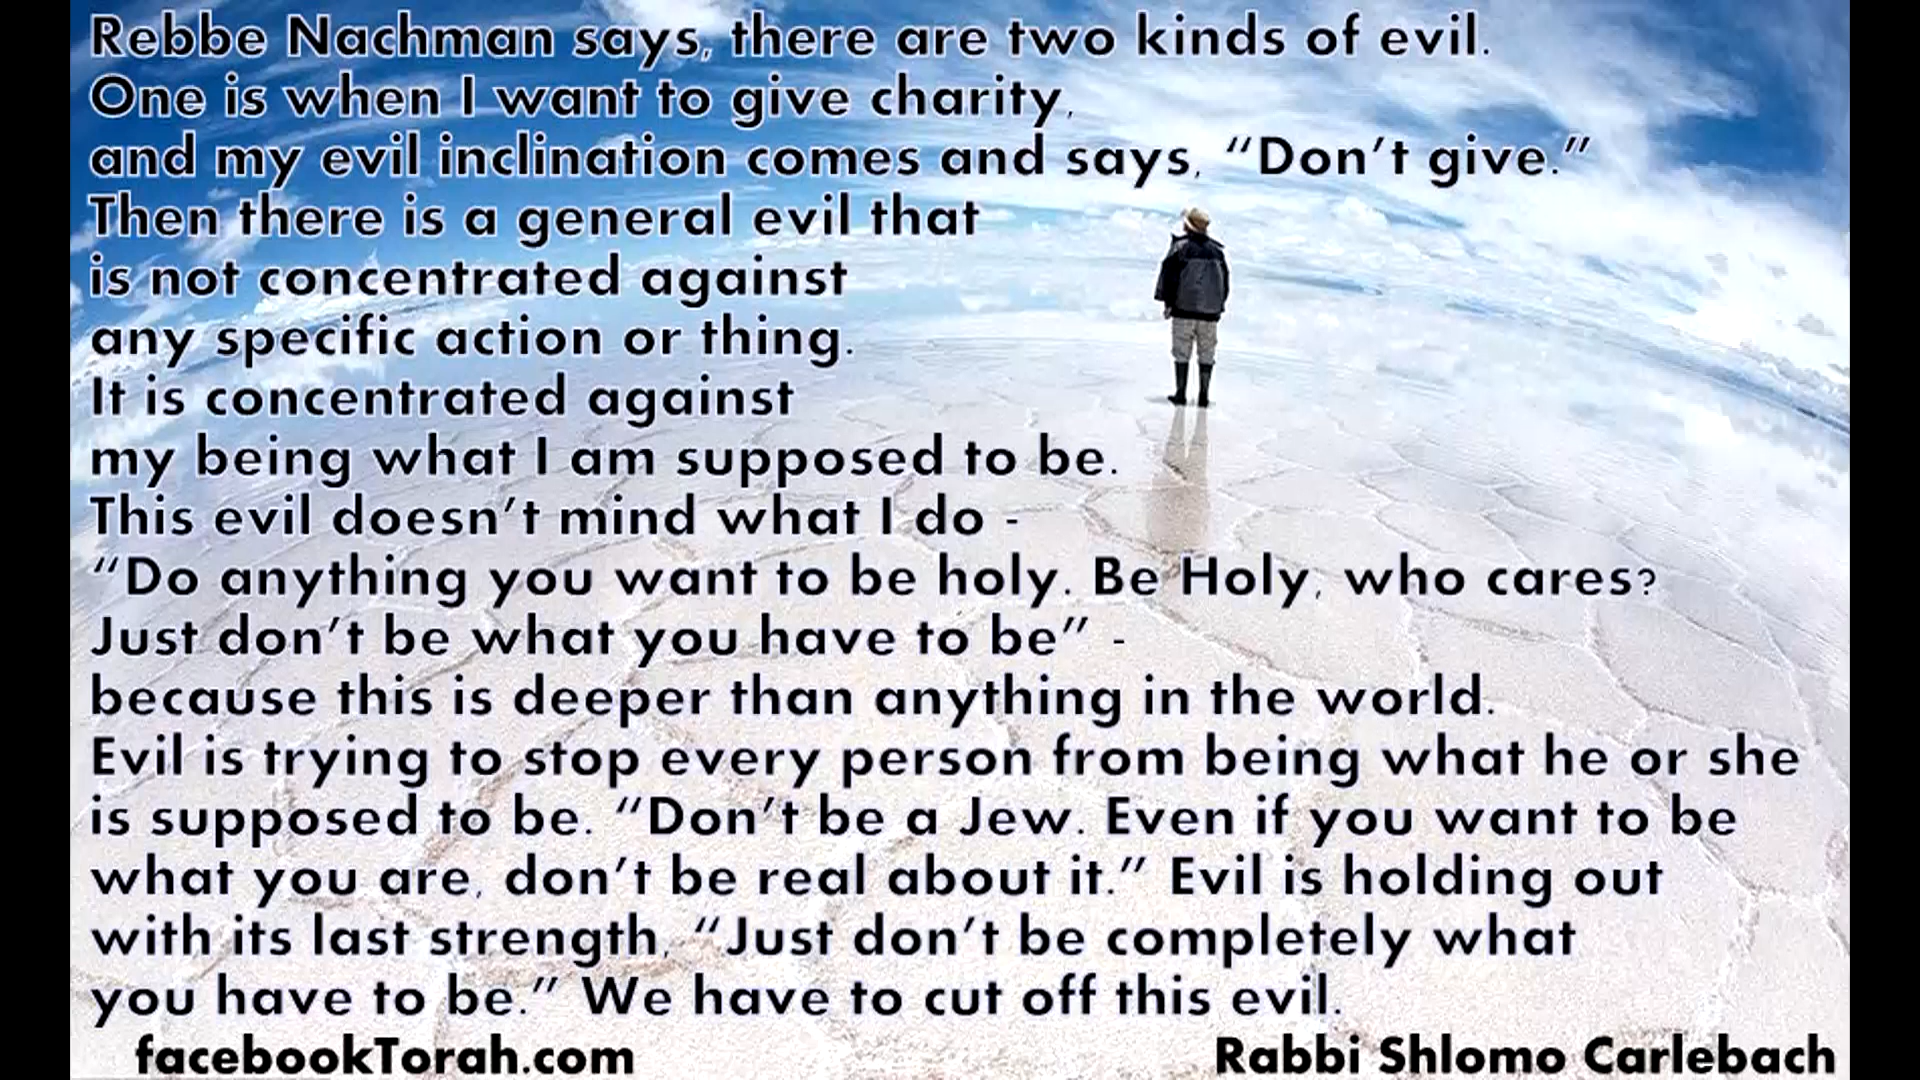 Rebbe Nachman says, there are two kinds of evil.
One is when I want to give charity,
and my evil inclination comes and says, “Don’t give.”
Then there is a general evil that
is not concentrated against
any specific action or thing.
It is concentrated against
my being what I am supposed to be.
This evil doesn’t mind what I do -
“Do anything you want to be holy. Be Holy, who cares?
Just don’t be what you have to be” -
because this is deeper than anything in the world.
Evil is trying to stop every person from being what he or she
is supposed to be. “Don’t be a Jew. Even if you want to be
what you are, don’t be real about it.” Evil is holding out
with its last strength, “Just don’t be completely what
you have to be.” We have to cut off this evil.
facebookTorah.com
Rabbi Shlomo Carlebach